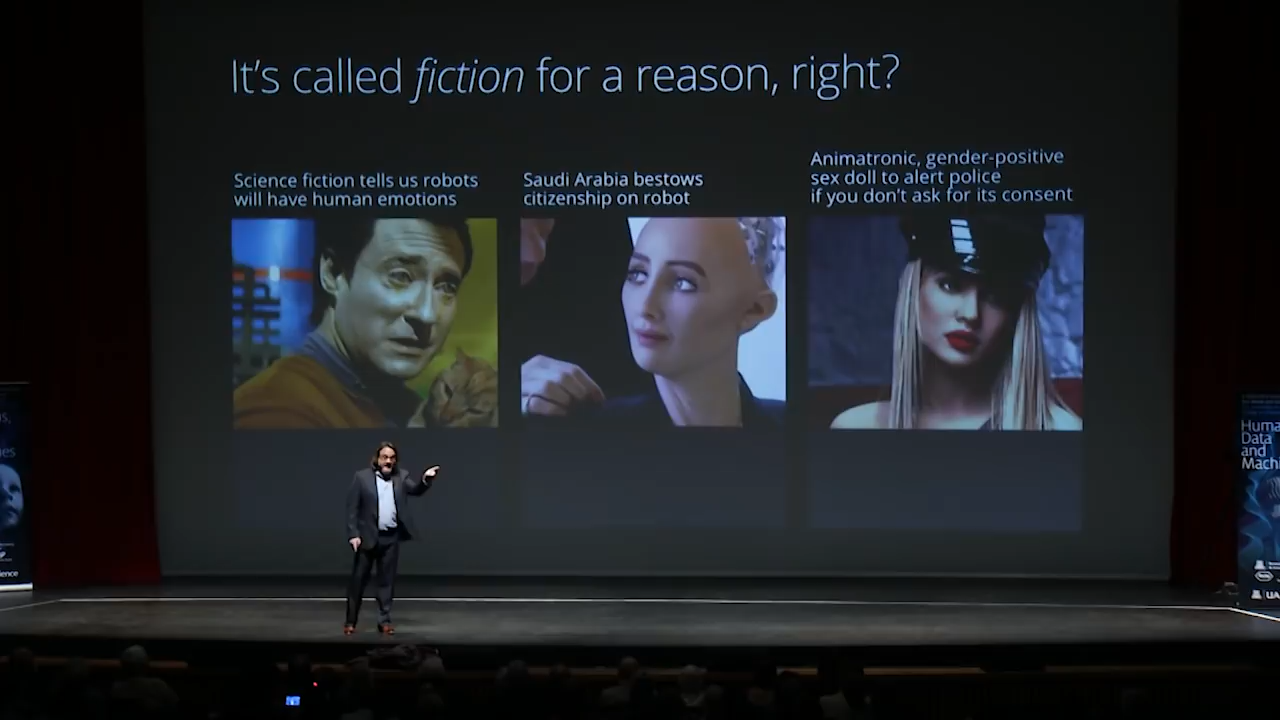 It's called fiction for a reason, right?
Science fiction tells us robots
will have human emotions
Saudi Arabia bestows
citizenship on robot
Animatronic, gender-positive
sex doll to alert police
if you don't ask for its consent
Data
and
UA